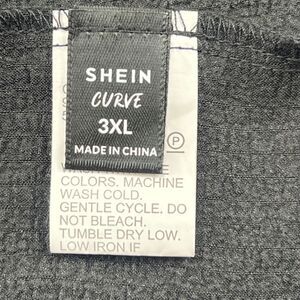 SHEIN
CURVE
3XL
MADE IN CHINA
P
COLORS. MACHINE
WASH COLD.
GENTLE CYCLE. DO
NOT BLEACH.
TUMBLE DRY LOW.
LOW IRON IF